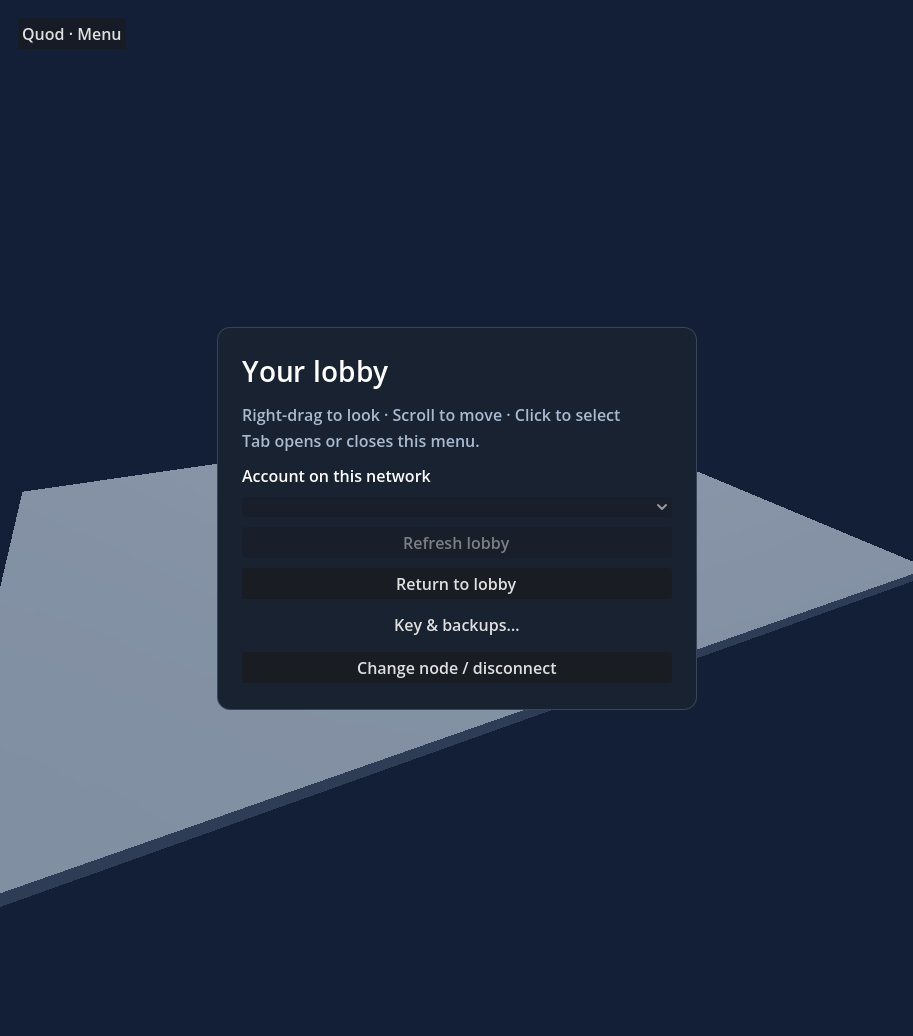 Quod · Menu
Your lobby
Right-drag to look · Scroll to move · Click to select
Tab opens or closes this menu.
Account on this network
Refresh lobby
Return to lobby
Key & backups...
Change node / disconnect